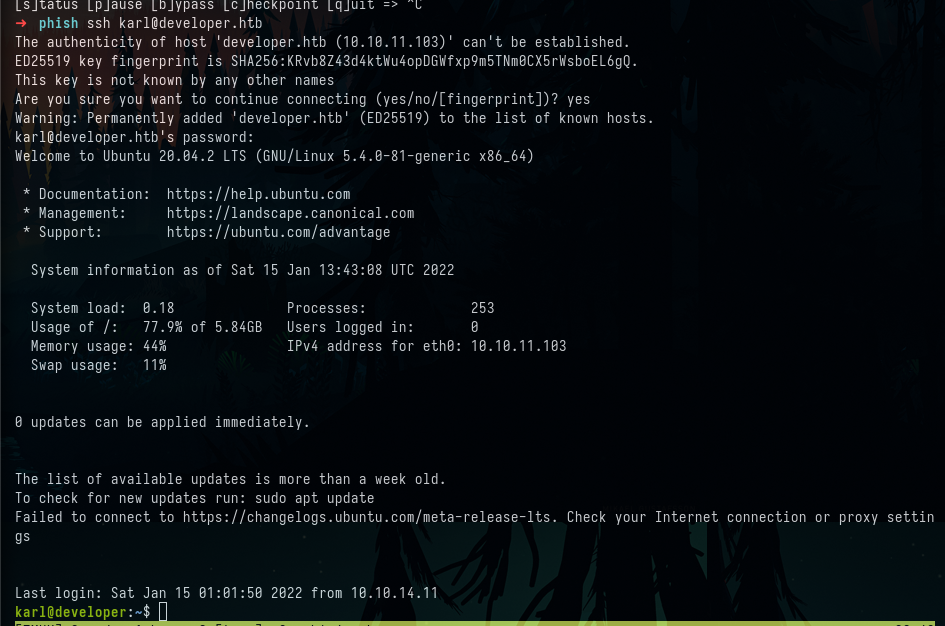 [s]tatus [p]ause [b]ypass [c]heckpoint [q]uit => ^C
→ phish ssh karl@developer.htb
The authenticity of host 'developer.htb (10.10.11.103)' can't be established.
ED25519 key fingerprint is SHA256:KRvb8Z43d4ktWu4opDGWfxp9m5TNm0CX5rWsboEL6gQ.
This key is not known by any other names
Are you sure you want to continue connecting (yes/no/[fingerprint])? yes
Warning: Permanently added 'developer.htb' (ED25519) to the list of known hosts.
karl@developer.htb's password:
Welcome to Ubuntu 20.04.2 LTS (GNU/Linux 5.4.0-81-generic x86_64)
* Documentation:  https://help.ubuntu.com
* Management:     https://landscape.canonical.com
* Support:        https://ubuntu.com/advantage
System information as of Sat 15 Jan 13:43:08 UTC 2022
System load:  0.18               Processes:             253
Usage of /:   77.9% of 5.84GB   Users logged in:       0
Memory usage: 44%               IPv4 address for eth0: 10.10.11.103
Swap usage:   11%
0 updates can be applied immediately.
The list of available updates is more than a week old.
To check for new updates run: sudo apt update
Failed to connect to https://changelogs.ubuntu.com/meta-release-lts. Check your Internet connection or proxy settin
gs
Last login: Sat Jan 15 01:01:50 2022 from 10.10.14.11
karl@developer:~$